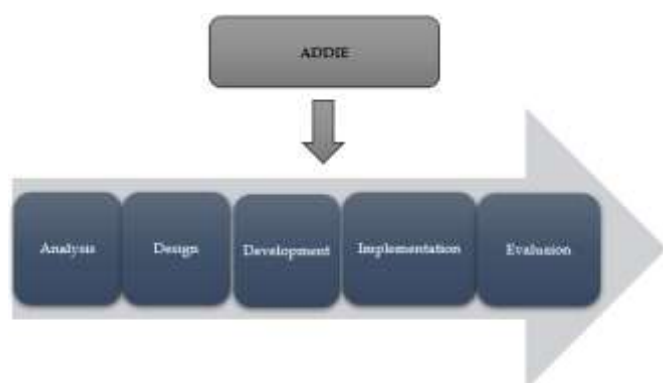 ADDIE
Analysis
Design
Development
Implementation
Evaluation